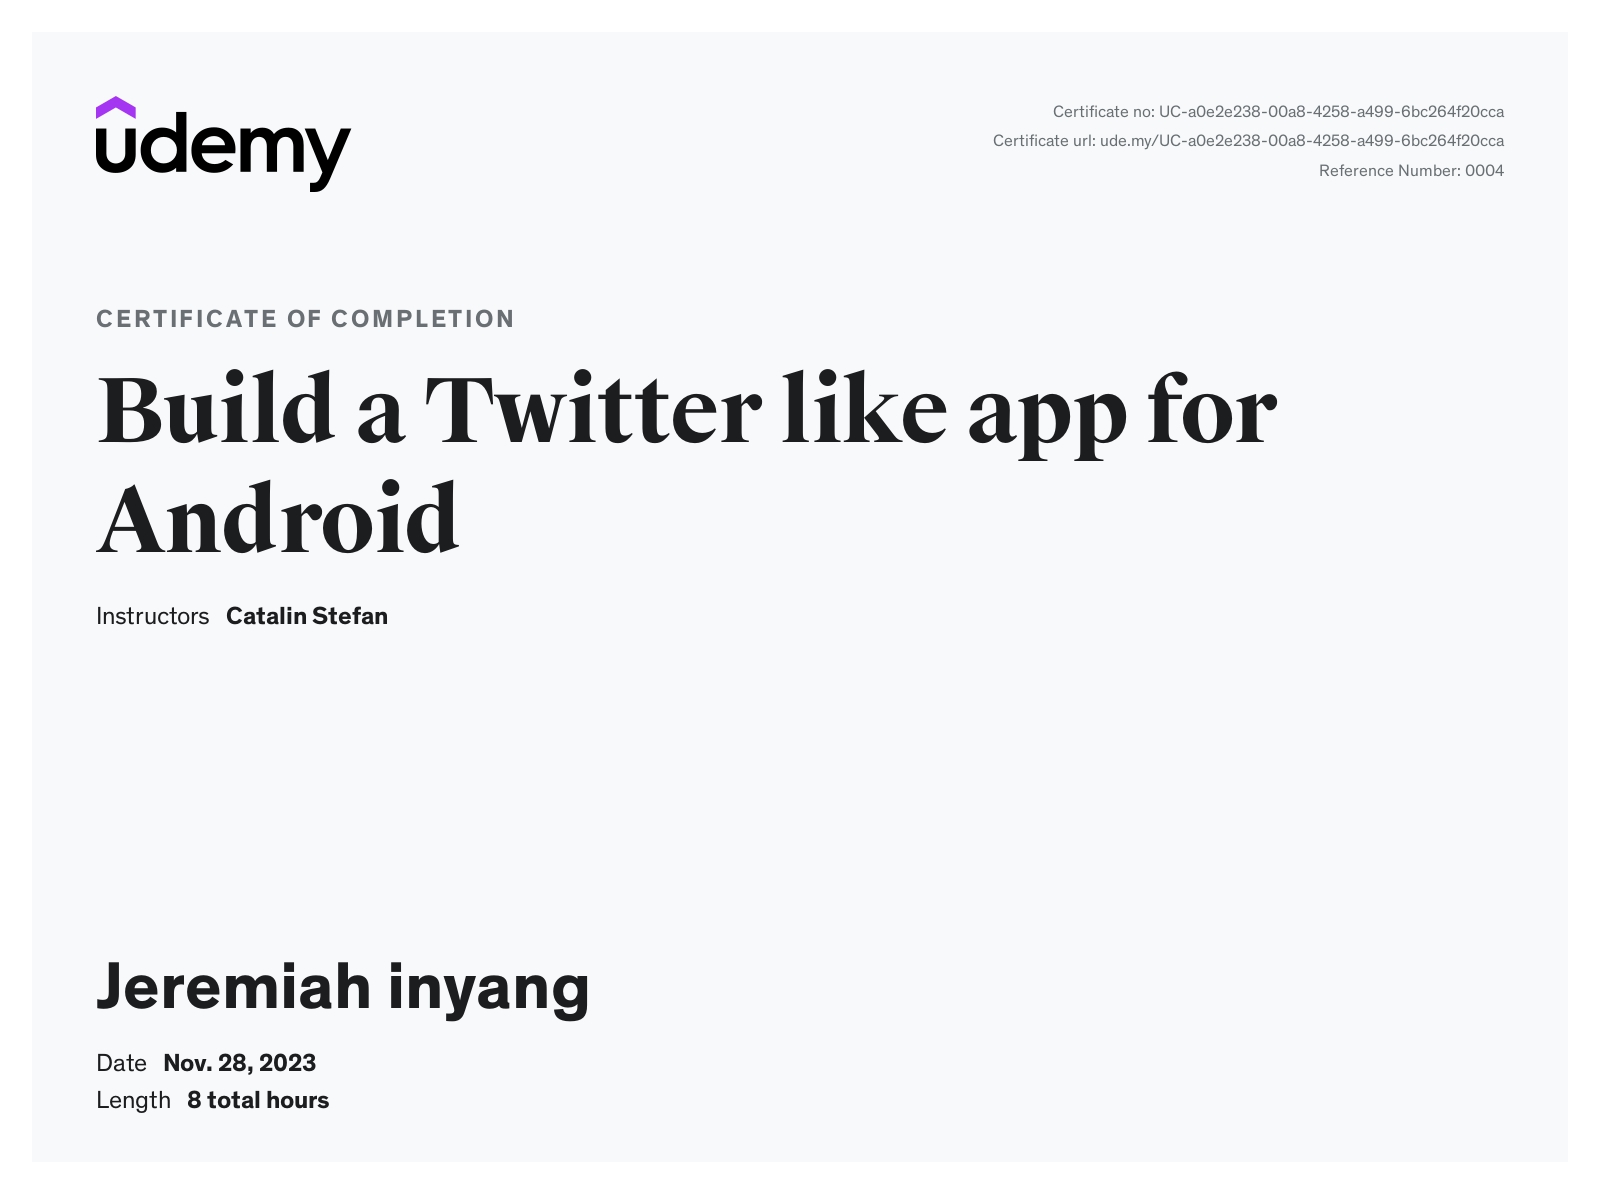 udemy
Certificate no: UC-a0e2e238-00a8-4258-a499-6bc264f20cca
Certificate url: ude.my/UC-a0e2e238-00a8-4258-a499-6bc264f20cca
Reference Number: 0004
CERTIFICATE OF COMPLETION
Build a Twitter like app for
Android
Instructors Catalin Stefan
Jeremiah inyang
Date Nov. 28, 2023
Length 8 total hours